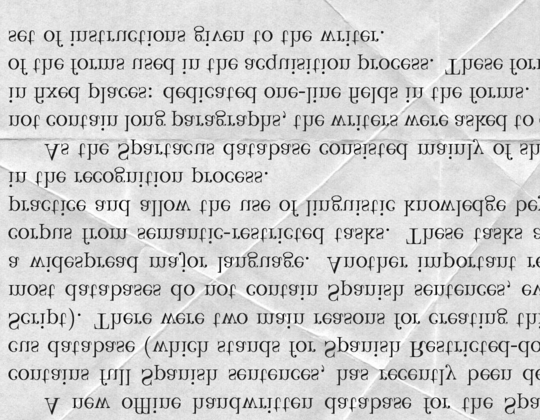 A new offline handwritten database for the Spa
contains full Spanish sentences, has recently been de
cus database (which stands for Spanish Restricted-do
Script). There were two main reasons for creating thi
most databases do not contain Spanish sentences, ev
a widespread major language. Another important re
corpus from semantic-restricted tasks. These tasks a
practice and allow the use of linguistic knowledge bey
in the recognition process.
As the Spartacus database consisted mainly of sh
not contain long paragraphs, the writers were asked to c
in fixed places: dedicated one-line fields in the forms.
of the forms used in the acquisition process. These form
set of instructions given to the writer.